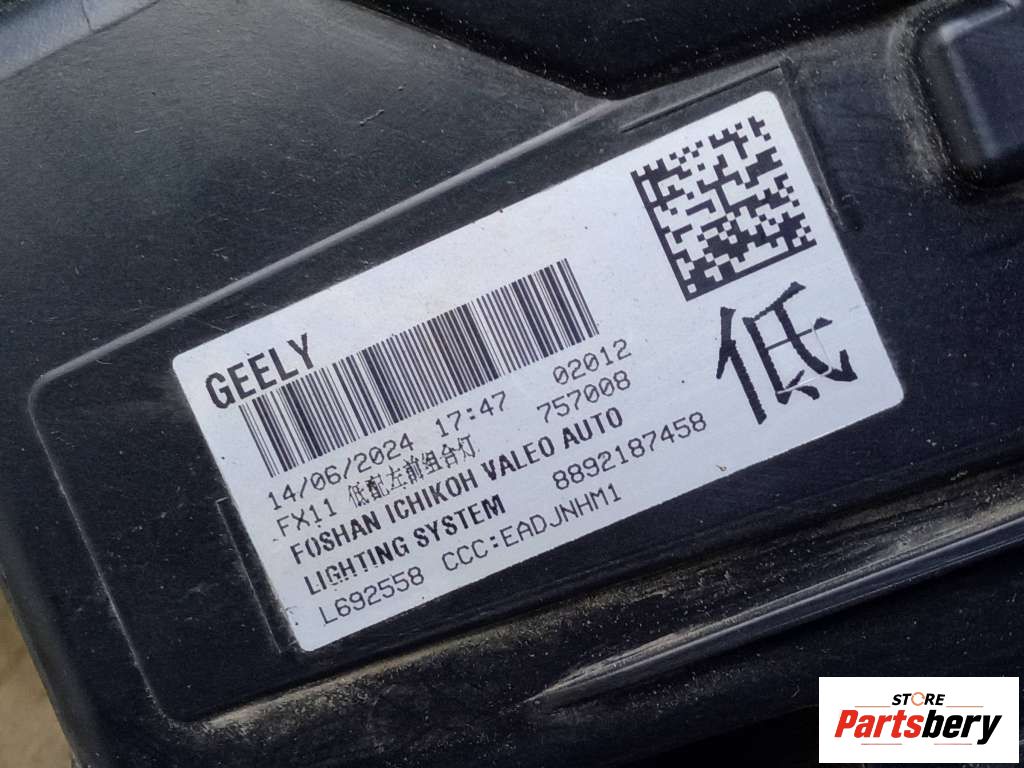 GEELY
低
14/06/2024 17:47 02012
FX11 低配左前组合灯 757008
FOSHAN ICHIKOH VALEO AUTO
LIGHTING SYSTEM 8892187458
L692558 CCC:EADJNHM1
STORE
Partsbery